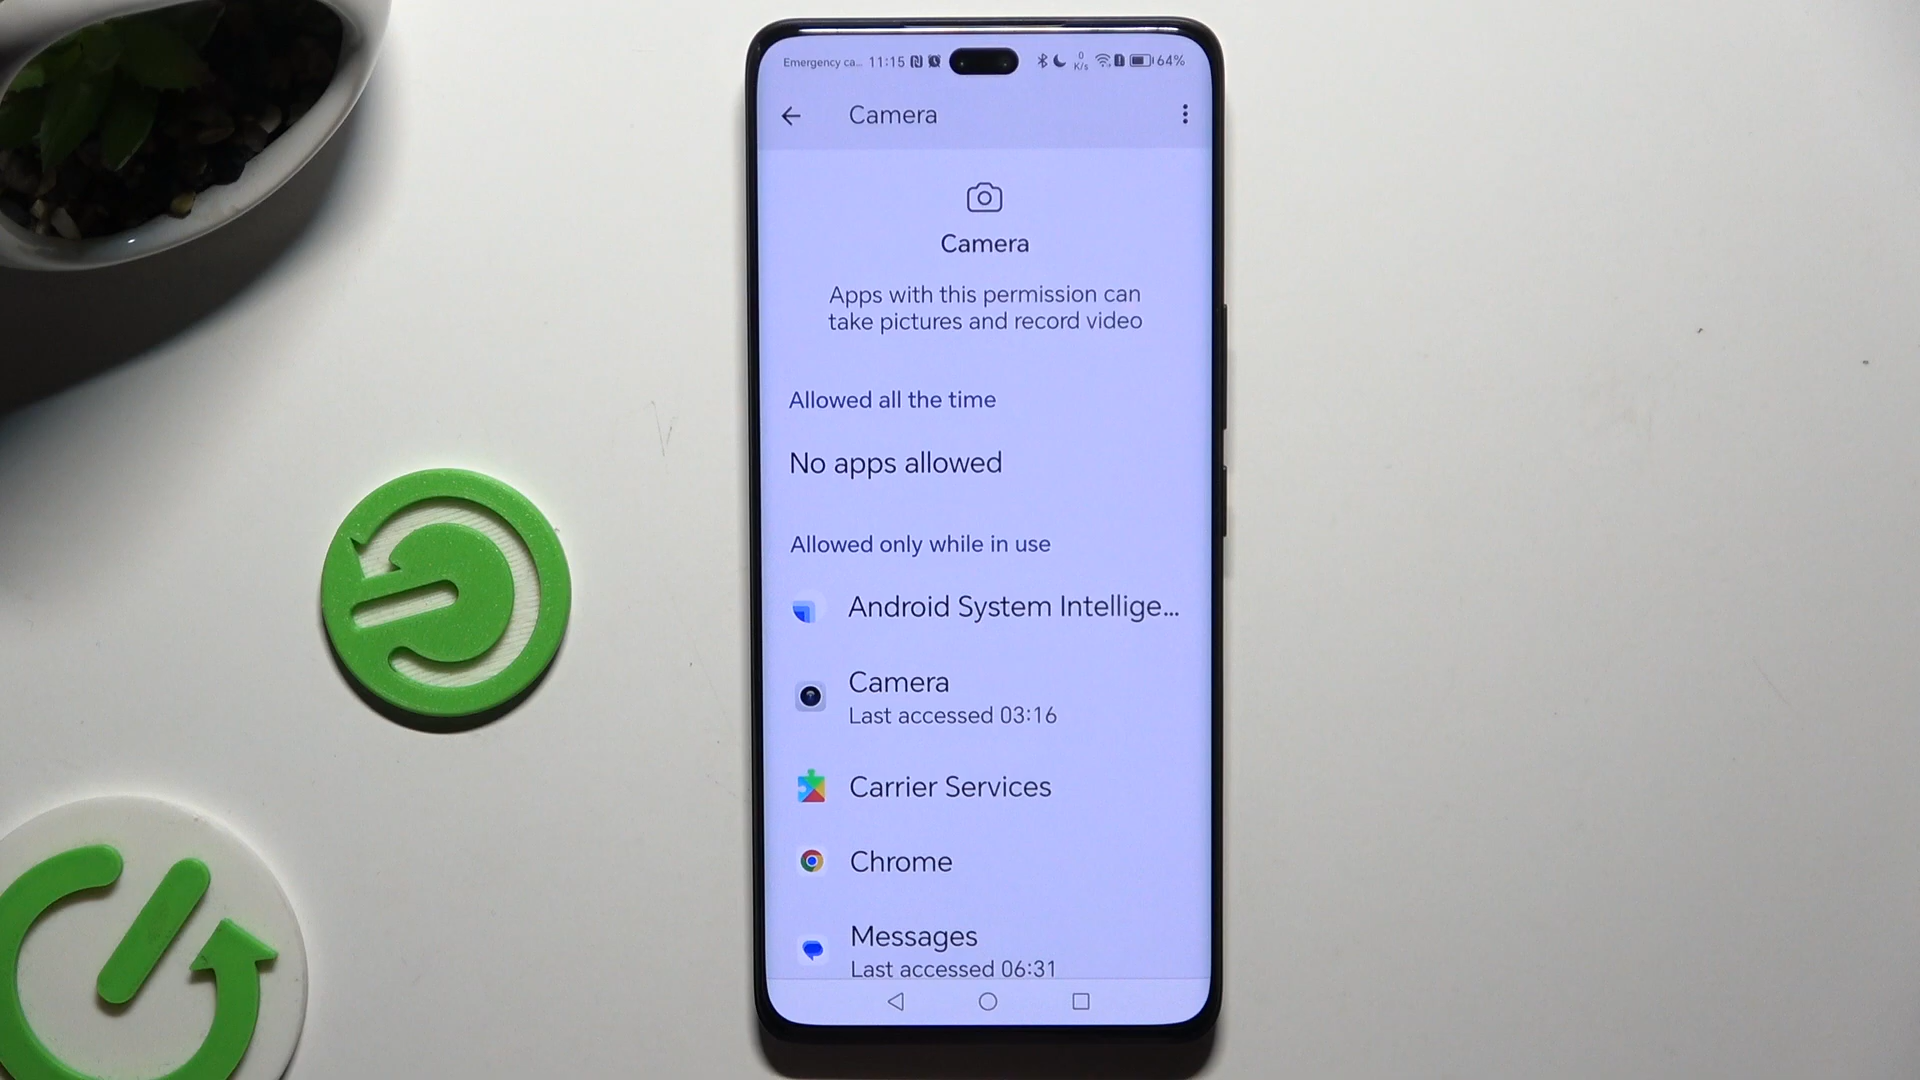 Emergency ca... 11:15 0 K/s 64%
Camera
Camera
Apps with this permission can
take pictures and record video
Allowed all the time
No apps allowed
Allowed only while in use
Android System Intellige...
Camera
Last accessed 03:16
Carrier Services
Chrome
Messages
Last accessed 06:31